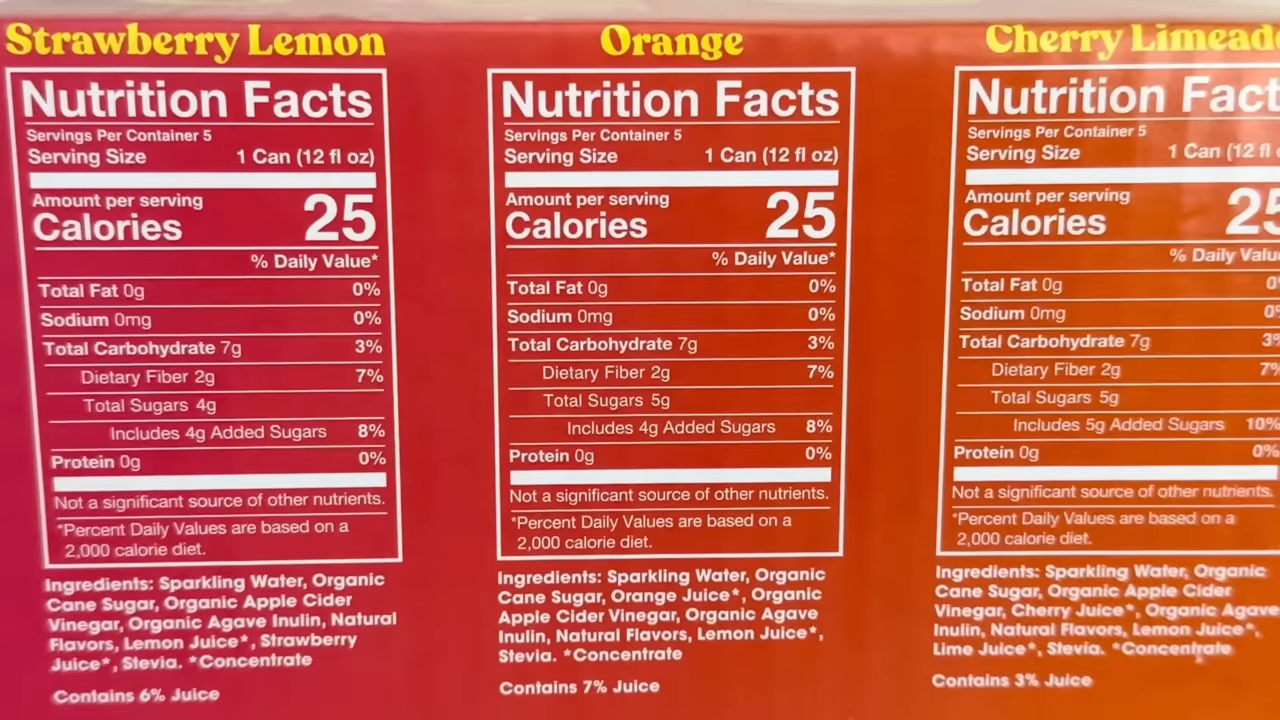 Strawberry Lemon
Nutrition Facts
Servings Per Container 5
Serving Size 1 Can (12 fl oz)
Amount per serving
Calories 25
% Daily Value*
Total Fat 0g 0%
Sodium 0mg 0%
Total Carbohydrate 7g 3%
Dietary Fiber 2g 7%
Total Sugars 4g
Includes 4g Added Sugars 8%
Protein 0g 0%
Not a significant source of other nutrients.
*Percent Daily Values are based on a
2,000 calorie diet.
Ingredients: Sparkling Water, Organic
Cane Sugar, Organic Apple Cider
Vinegar, Organic Agave Inulin, Natural
Flavors, Lemon Juice*, Strawberry
Juice*, Stevia. *Concentrate
Contains 6% Juice
Orange
Nutrition Facts
Servings Per Container 5
Serving Size 1 Can (12 fl oz)
Amount per serving
Calories 25
% Daily Value*
Total Fat 0g 0%
Sodium 0mg 0%
Total Carbohydrate 7g 3%
Dietary Fiber 2g 7%
Total Sugars 5g
Includes 4g Added Sugars 8%
Protein 0g 0%
Not a significant source of other nutrients.
*Percent Daily Values are based on a
2,000 calorie diet.
Ingredients: Sparkling Water, Organic
Cane Sugar, Orange Juice*, Organic
Apple Cider Vinegar, Organic Agave
Inulin, Natural Flavors, Lemon Juice*,
Stevia. *Concentrate
Contains 7% Juice
Cherry Limead
Nutrition Fact
Servings Per Container 5
Serving Size 1 Can (12 fl
Amount per serving
Calories 25
% Daily Valu
Total Fat 0g 0
Sodium 0mg 0
Total Carbohydrate 7g 3%
Dietary Fiber 2g 7%
Total Sugars 5g
Includes 5g Added Sugars 10%
Protein 0g 0%
Not a significant source of other nutrients.
*Percent Daily Values are based on a
2,000 calorie diet.
Ingredients: Sparkling Water, Organic
Cane Sugar, Organic Apple Cider
Vinegar, Cherry Juice*, Organic Agave
Inulin, Natural Flavors, Lemon Juice*,
Lime Juice*, Stevia. *Concentrate
Contains 3% Juice